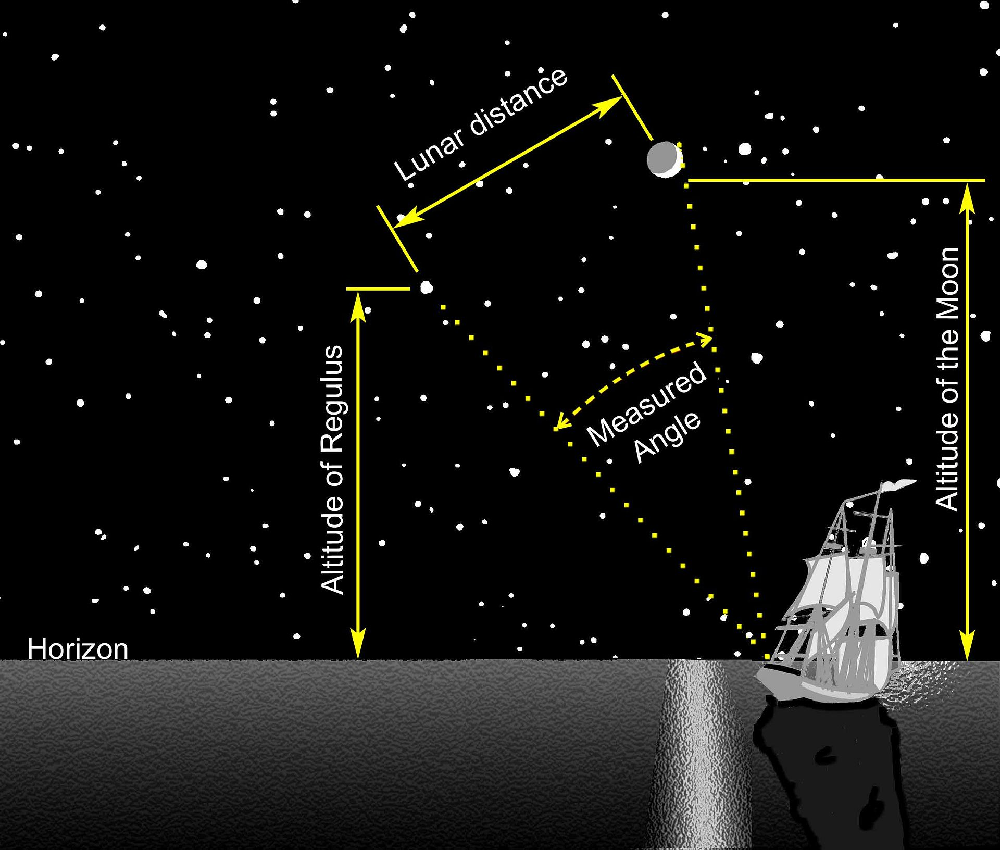 Lunar distance
Altitude of the Moon
Altitude of Regulus
Measured
Angle
Horizon